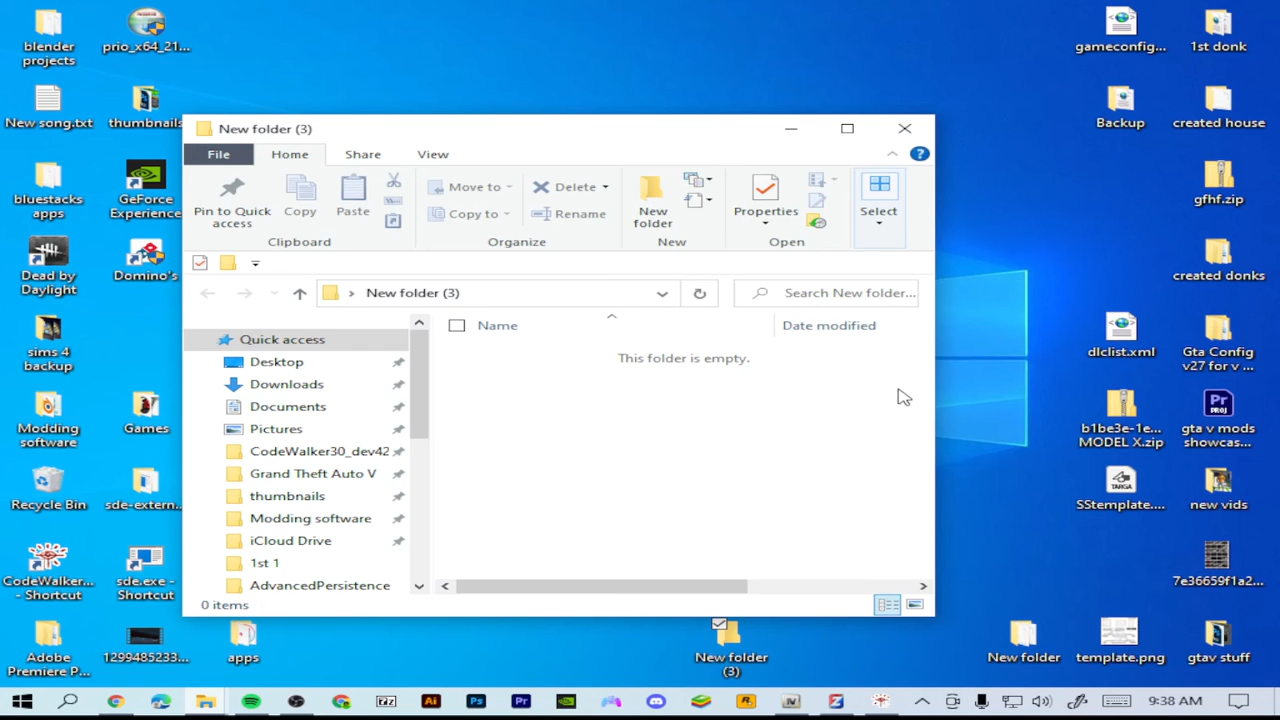 blender
projects
prio_x64_21...
New song.txt
thumbnails
bluestacks
apps
GeForce
Experience
Dead by
Daylight
Domino's
sims 4
backup
Modding
software
Games
Recycle Bin
sde-extern...
CodeWalker...
- Shortcut
sde.exe -
Shortcut
Adobe
Premiere P...
1299485233...
apps
New folder (3)
File
Home
Share
View
Pin to Quick
access
Copy
Paste
Clipboard
Move to
Copy to
Delete
Rename
Organize
New
folder
New
Properties
Open
Select
New folder (3)
Search New folder...
Name
Date modified
This folder is empty.
Quick access
Desktop
Downloads
Documents
Pictures
CodeWalker30_dev42
Grand Theft Auto V
thumbnails
Modding software
iCloud Drive
1st 1
AdvancedPersistence
0 items
New folder
(3)
gameconfig...
1st donk
Backup
created house
gfhf.zip
created donks
dlclist.xml
Gta Config
v27 for v ...
b1be3e-1e...
MODEL X.zip
PROJ
gta v mods
showcas...
TARGA
SStemplate....
new vids
7e36659f1a2...
New folder
template.png
gtav stuff
9:38 AM